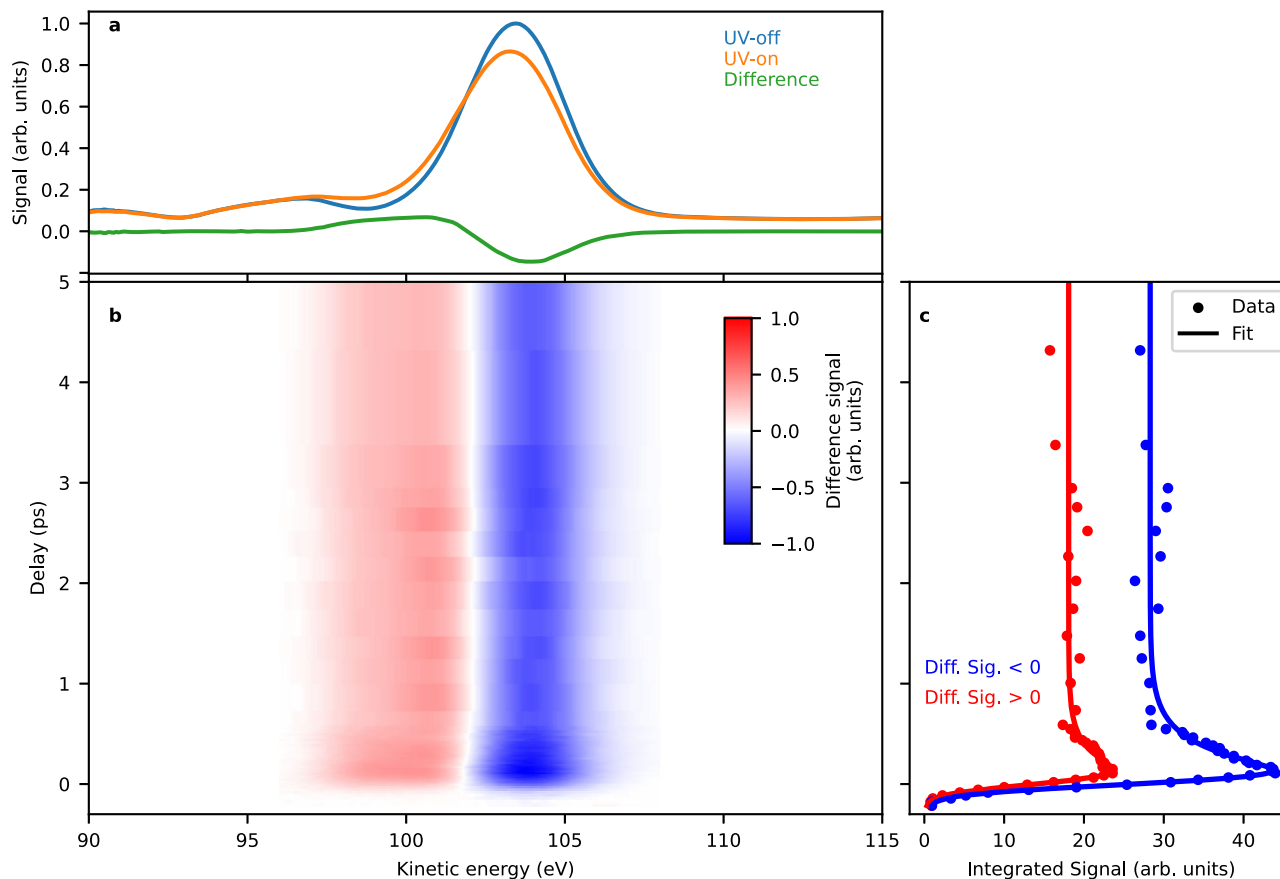 a
UV-off
UV-on
Difference
Signal (arb. units)
1.0
0.8
0.6
0.4
0.2
0.0
b
Delay (ps)
5
4
3
2
1
0
1.0
0.5
0.0
−0.5
−1.0
Difference signal
(arb. units)
90
95
100
105
110
115
Kinetic energy (eV)
c
Data
Fit
Diff. Sig. < 0
Diff. Sig. > 0
0
10
20
30
40
Integrated Signal (arb. units)